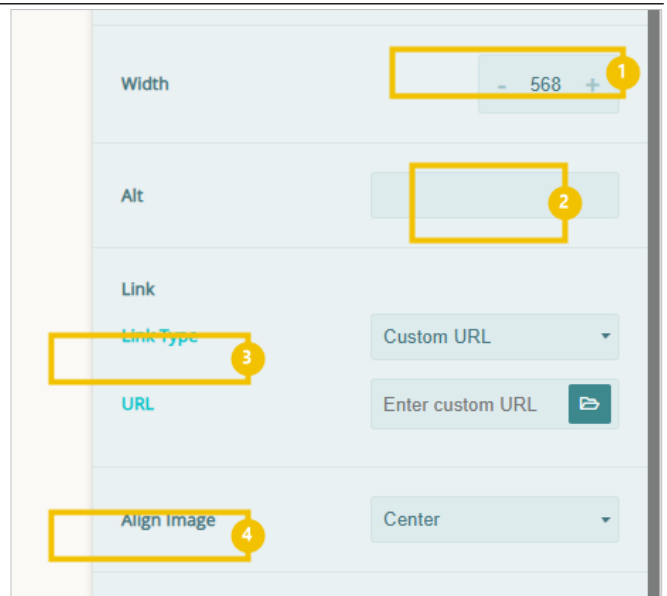 Width - 568 + 1
Alt 2
Link
Link Type Custom URL
3
URL Enter custom URL
Align Image Center
4